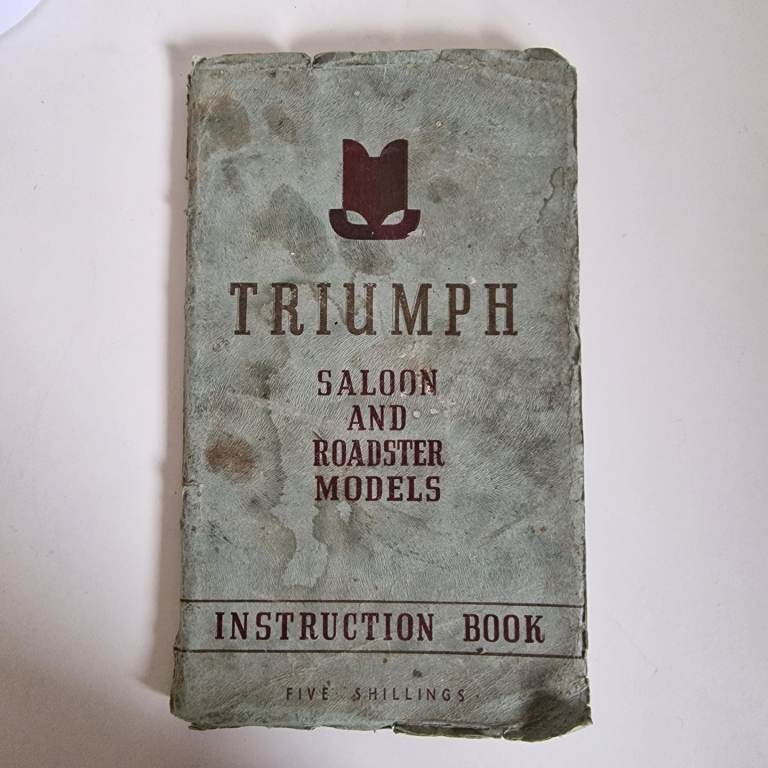 TRIUMPH
SALOON
AND
ROADSTER
MODELS
INSTRUCTION BOOK
FIVE SHILLINGS